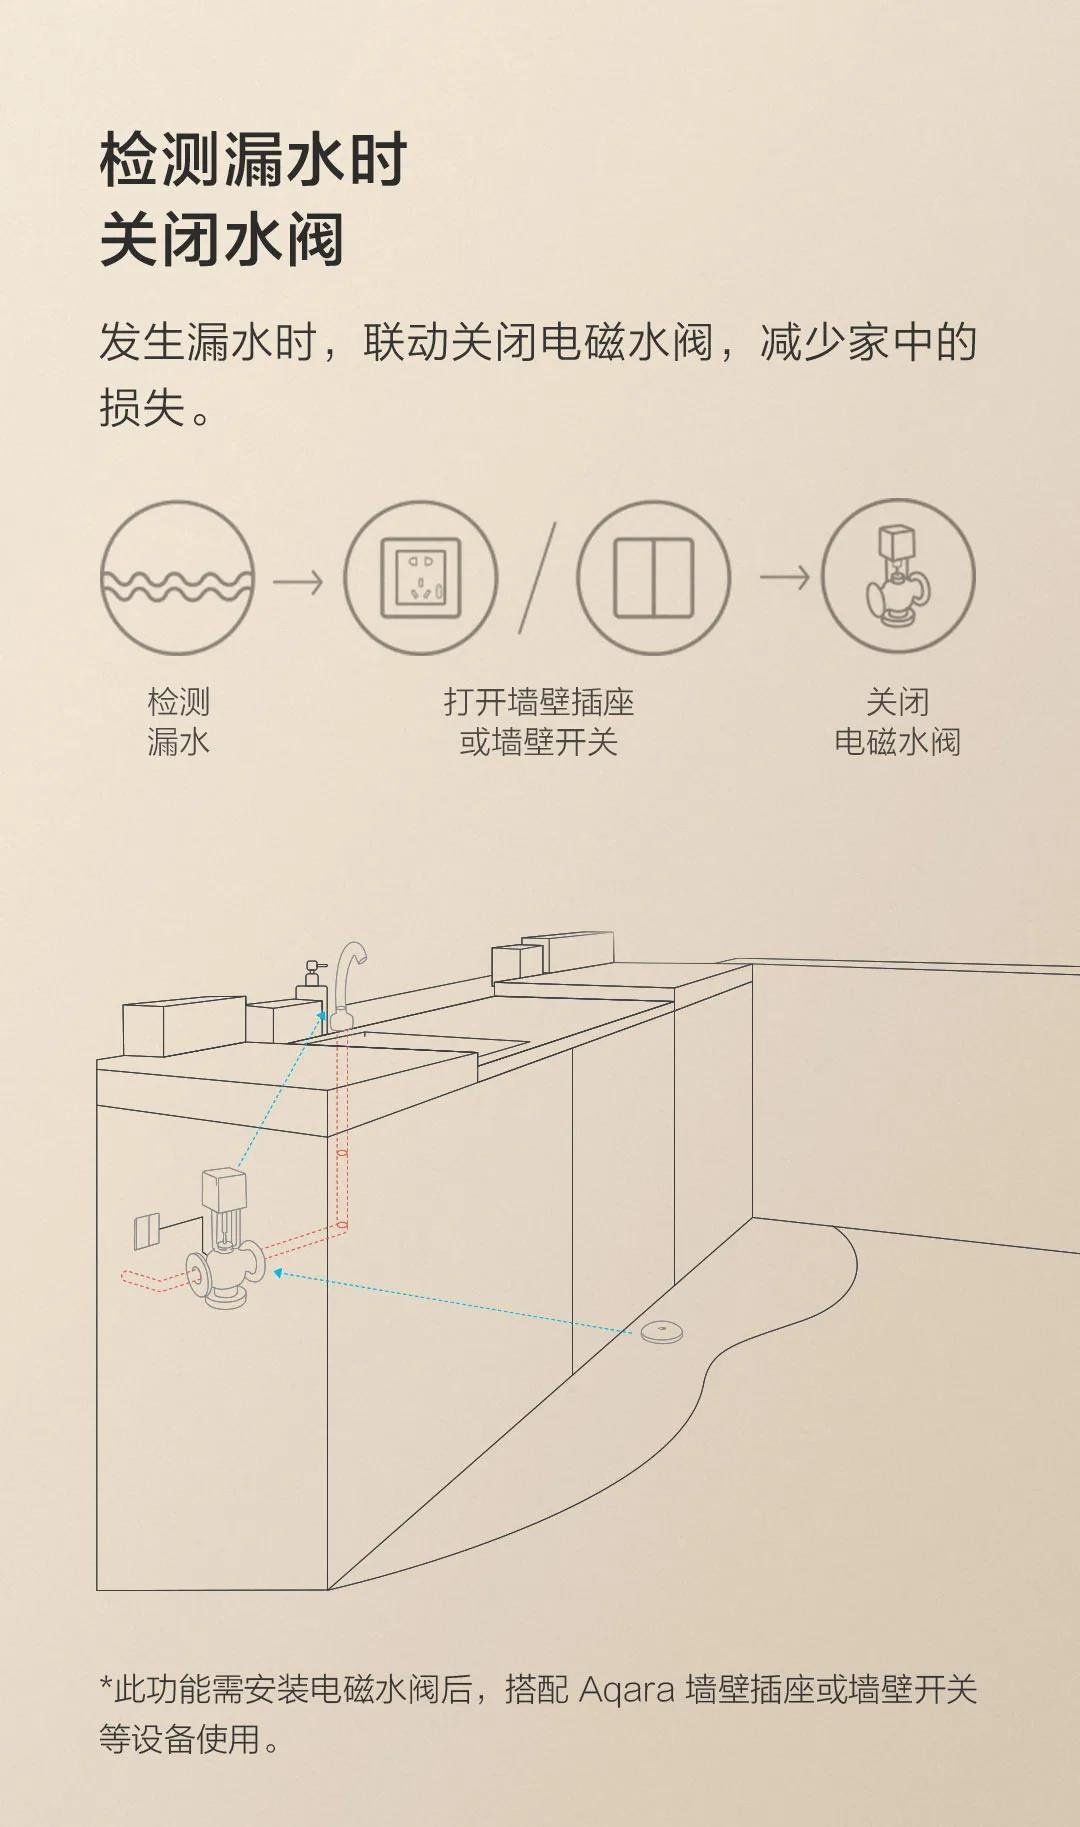 检测漏水时
关闭水阀
发生漏水时，联动关闭电磁水阀，减少家中的
损失。
检测
漏水
打开墙壁插座
或墙壁开关
关闭
电磁水阀
*此功能需安装电磁水阀后，搭配 Aqara 墙壁插座或墙壁开关
等设备使用。